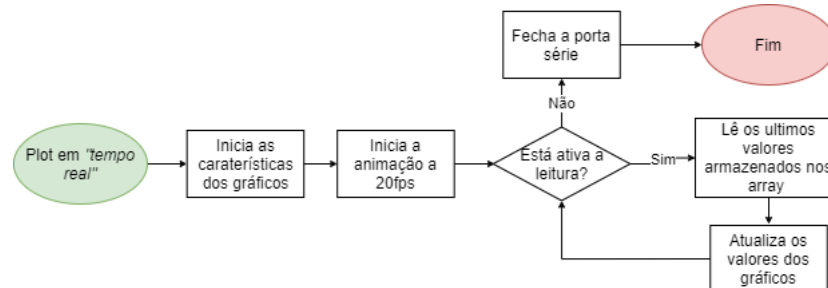 Fecha a porta
série
Fim
Não
Plot em "tempo
real"
Inicia as
caraterísticas
dos gráficos
Inicia a
animação a
20fps
Está ativa a
leitura?
Sim
Lê os ultimos
valores
armazenados nos
array
Atualiza os
valores dos
gráficos